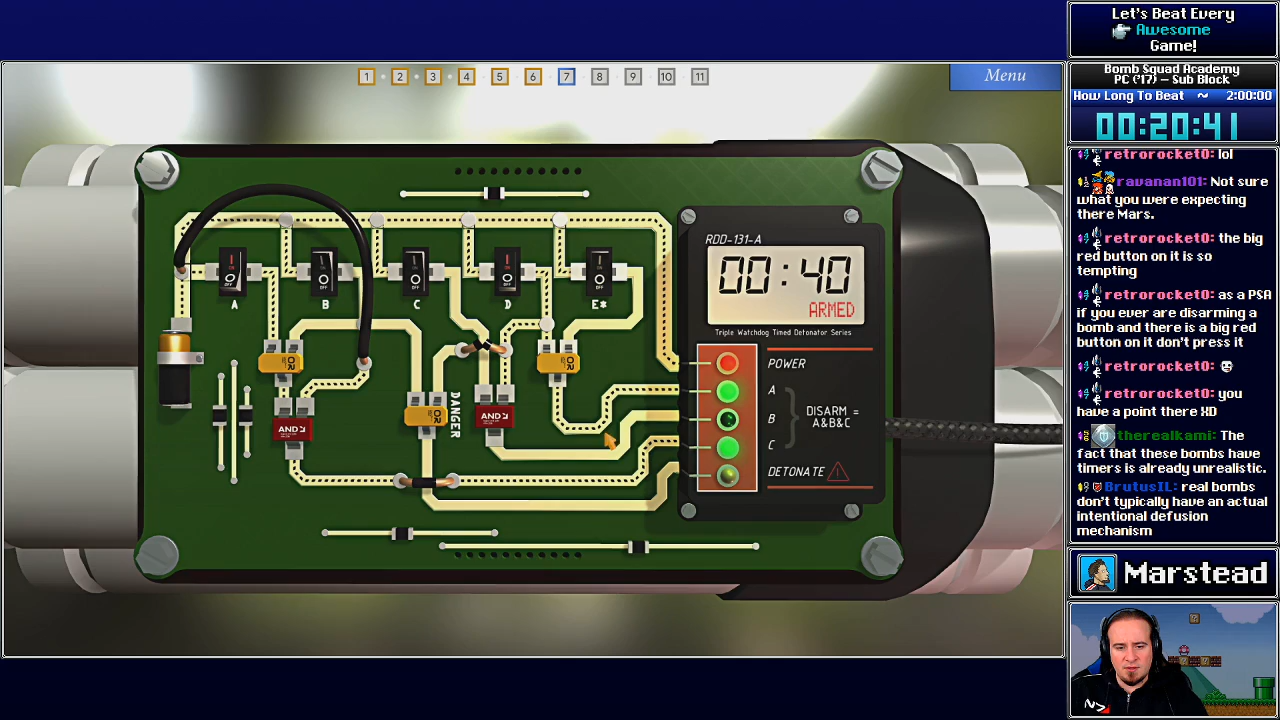 Let's Beat Every
Awesome
Game!
1 2 3 4 5 6 7 8 9 10 11
Menu
Bomb Squad Academy
PC ('17) – Sub Block
How Long To Beat ~ 2:00:00
00:20:41
RDD-131-A
00:40
ARMED
Triple Watchdog Timed Detonator Series
POWER
A
B
C
DISARM =
A&B&C
DETONATE
A
B
C
D
E*
OFF
OFF
OFF
OFF
OFF
OR
OR
OR
AND
AND
DANGER
retrorocket0: lol
ravanan101: Not sure
what you were expecting
there Mars.
retrorocket0: the big
red button on it is so
tempting
retrorocket0: as a PSA
if you ever are disarming a
bomb and there is a big red
button on it don't press it
retrorocket0:
retrorocket0: you
have a point there XD
therealkami: The
fact that these bombs have
timers is already unrealistic.
BrutusIL: real bombs
don't typically have an actual
intentional defusion
mechanism
Marstead